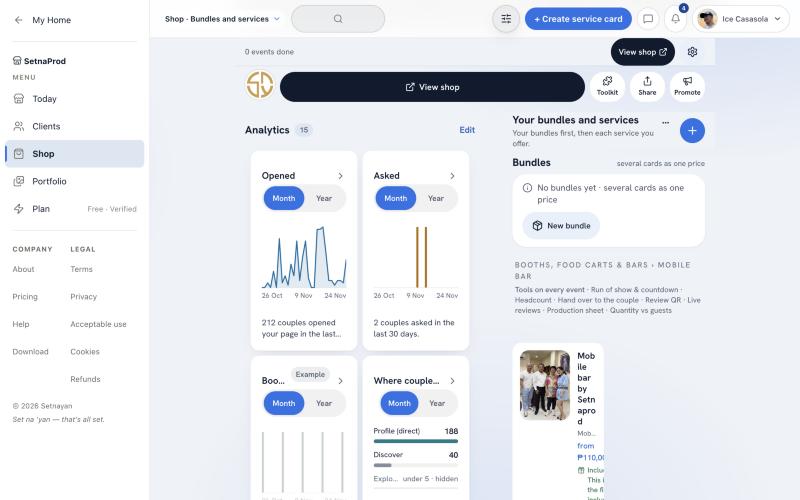 My Home
SetnaProd
MENU
Today
Clients
Shop
Portfolio
Plan
Free · Verified
COMPANY
LEGAL
About
Terms
Pricing
Privacy
Help
Acceptable use
Download
Cookies
Refunds
© 2026 Setnayan
Set na 'yan — that's all set.
Shop · Bundles and services
+ Create service card
4
Ice Casasola
0 events done
View shop
View shop
Toolkit
Share
Promote
Analytics
15
Edit
Opened
Month
Year
26 Oct
9 Nov
24 Nov
212 couples opened
your page in the last...
Asked
Month
Year
26 Oct
9 Nov
24 Nov
2 couples asked in the
last 30 days.
Boo...
Example
Month
Year
Where couple...
Month
Year
Profile (direct)
188
Discover
40
Explo...
under 5 · hidden
Your bundles and services
...
Your bundles first, then each service you
offer.
Bundles
several cards as one price
No bundles yet · several cards as one
price
New bundle
BOOTHS, FOOD CARTS & BARS › MOBILE
BAR
Tools on every event · Run of show & countdown ·
Headcount · Hand over to the couple · Review QR · Live
reviews · Production sheet · Quantity vs guests
Mob
ile
bar
by
Setn
apro
d
Mob...
from
₱110,00
Inclu
This i
the fi